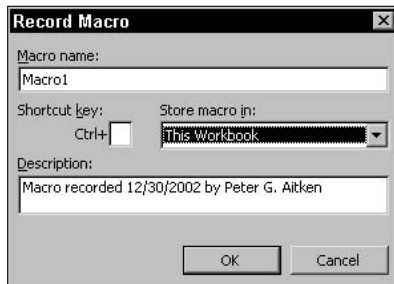 Record Macro
Macro name:
Macro1
Shortcut key:
Store macro in:
Ctrl+
This Workbook
Description:
Macro recorded 12/30/2002 by Peter G. Aitken
OK
Cancel